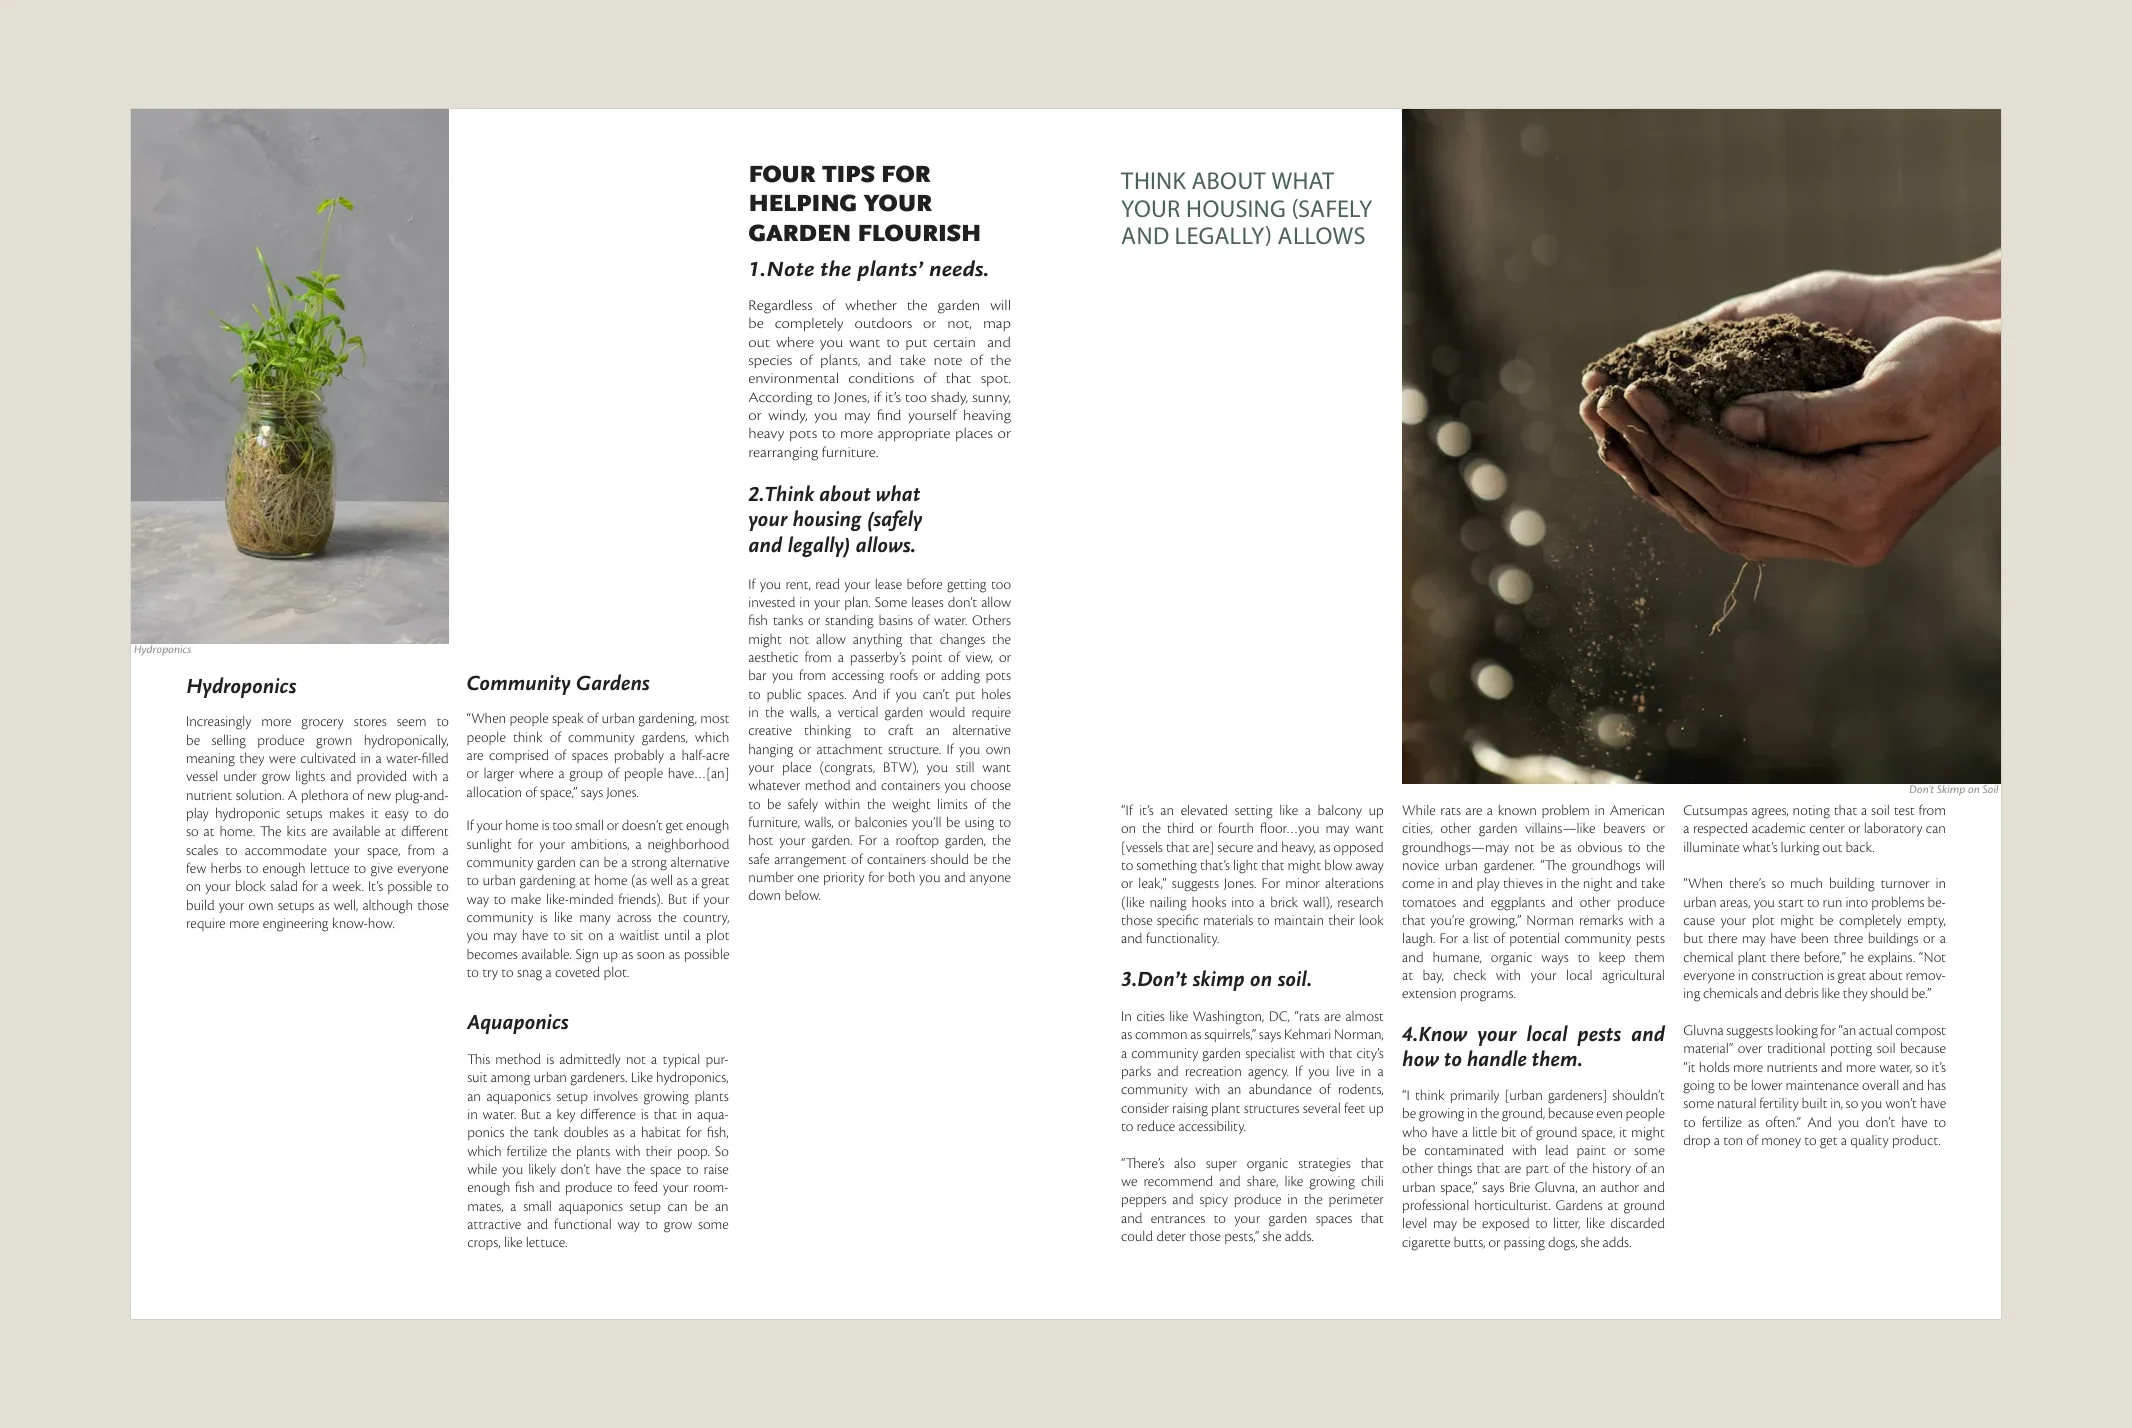 Hydroponics
Hydroponics
Increasingly more grocery stores seem to
be selling produce grown hydroponically,
meaning they were cultivated in a water-filled
vessel under grow lights and provided with a
nutrient solution. A plethora of new plug-and-
play hydroponic setups makes it easy to do
so at home. The kits are available at different
scales to accommodate your space, from a
few herbs to enough lettuce to give everyone
on your block salad for a week. It's possible to
build your own setups as well, although those
require more engineering know-how.
Community Gardens
“When people speak of urban gardening, most
people think of community gardens, which
are comprised of spaces probably a half-acre
or larger where a group of people have…[an]
allocation of space,” says Jones.
If your home is too small or doesn't get enough
sunlight for your ambitions, a neighborhood
community garden can be a strong alternative
to urban gardening at home (as well as a great
way to make like-minded friends). But if your
community is like many across the country,
you may have to sit on a waitlist until a plot
becomes available. Sign up as soon as possible
to try to snag a coveted plot.
Aquaponics
This method is admittedly not a typical pur-
suit among urban gardeners. Like hydroponics,
an aquaponics setup involves growing plants
in water. But a key difference is that in aqua-
ponics the tank doubles as a habitat for fish,
which fertilize the plants with their poop. So
while you likely don't have the space to raise
enough fish and produce to feed your room-
mates, a small aquaponics setup can be an
attractive and functional way to grow some
crops, like lettuce.
FOUR TIPS FOR
HELPING YOUR
GARDEN FLOURISH
1.Note the plants' needs.
Regardless of whether the garden will
be completely outdoors or not, map
out where you want to put certain and
species of plants, and take note of the
environmental conditions of that spot.
According to Jones, if it's too shady, sunny,
or windy, you may find yourself heaving
heavy pots to more appropriate places or
rearranging furniture.
2.Think about what
your housing (safely
and legally) allows.
If you rent, read your lease before getting too
invested in your plan. Some leases don't allow
fish tanks or standing basins of water. Others
might not allow anything that changes the
aesthetic from a passerby's point of view, or
bar you from accessing roofs or adding pots
to public spaces. And if you can't put holes
in the walls, a vertical garden would require
creative thinking to craft an alternative
hanging or attachment structure. If you own
your place (congrats, BTW), you still want
whatever method and containers you choose
to be safely within the weight limits of the
furniture, walls, or balconies you'll be using to
host your garden. For a rooftop garden, the
safe arrangement of containers should be the
number one priority for both you and anyone
down below.
THINK ABOUT WHAT
YOUR HOUSING (SAFELY
AND LEGALLY) ALLOWS
Don't Skimp on Soil
“If it's an elevated setting like a balcony up
on the third or fourth floor…you may want
[vessels that are] secure and heavy, as opposed
to something that's light that might blow away
or leak,” suggests Jones. For minor alterations
(like nailing hooks into a brick wall), research
those specific materials to maintain their look
and functionality.
3.Don't skimp on soil.
In cities like Washington, DC, “rats are almost
as common as squirrels,” says Kehmari Norman,
a community garden specialist with that city's
parks and recreation agency. If you live in a
community with an abundance of rodents,
consider raising plant structures several feet up
to reduce accessibility.
“There's also super organic strategies that
we recommend and share, like growing chili
peppers and spicy produce in the perimeter
and entrances to your garden spaces that
could deter those pests,” she adds.
While rats are a known problem in American
cities, other garden villains—like beavers or
groundhogs—may not be as obvious to the
novice urban gardener. “The groundhogs will
come in and play thieves in the night and take
tomatoes and eggplants and other produce
that you're growing,” Norman remarks with a
laugh. For a list of potential community pests
and humane, organic ways to keep them
at bay, check with your local agricultural
extension programs.
4.Know your local pests and
how to handle them.
“I think primarily [urban gardeners] shouldn't
be growing in the ground, because even people
who have a little bit of ground space, it might
be contaminated with lead paint or some
other things that are part of the history of an
urban space,” says Brie Gluvna, an author and
professional horticulturist. Gardens at ground
level may be exposed to litter, like discarded
cigarette butts, or passing dogs, she adds.
Cutsumpas agrees, noting that a soil test from
a respected academic center or laboratory can
illuminate what's lurking out back.
“When there's so much building turnover in
urban areas, you start to run into problems be-
cause your plot might be completely empty,
but there may have been three buildings or a
chemical plant there before,” he explains. “Not
everyone in construction is great about remov-
ing chemicals and debris like they should be.”
Gluvna suggests looking for “an actual compost
material” over traditional potting soil because
“it holds more nutrients and more water, so it's
going to be lower maintenance overall and has
some natural fertility built in, so you won't have
to fertilize as often.” And you don't have to
drop a ton of money to get a quality product.